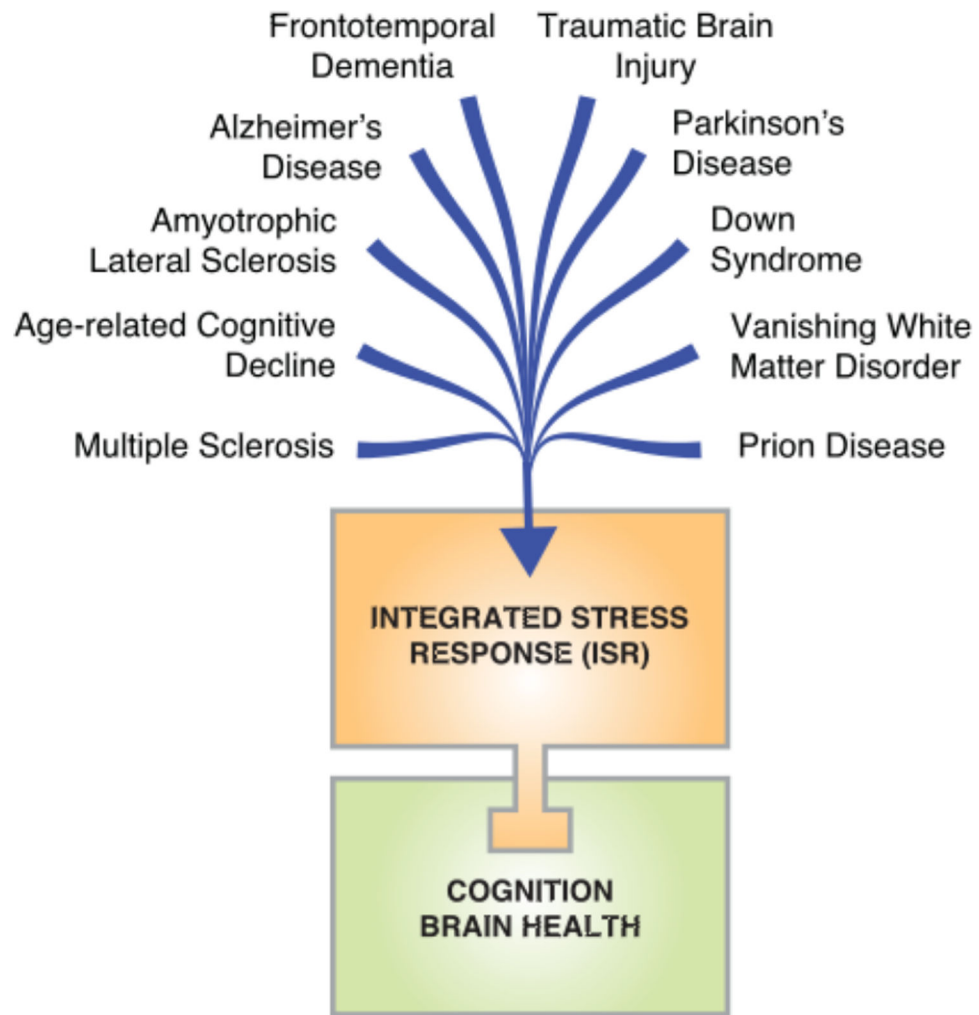 Frontotemporal
Dementia
Traumatic Brain
Injury
Alzheimer's
Disease
Parkinson's
Disease
Amyotrophic
Lateral Sclerosis
Down
Syndrome
Age-related Cognitive
Decline
Vanishing White
Matter Disorder
Multiple Sclerosis
Prion Disease
INTEGRATED STRESS
RESPONSE (ISR)
COGNITION
BRAIN HEALTH